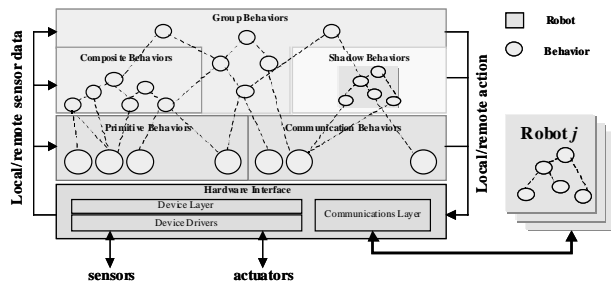 Group Behaviors
Robot
Behavior
Composite Behaviors
Shadow Behaviors
Local/remote sensor data
Local/remote action
Primitive Behaviors
Communication Behaviors
Robot j
Hardware Interface
Device Layer
Device Drivers
Communications Layer
sensors
actuators